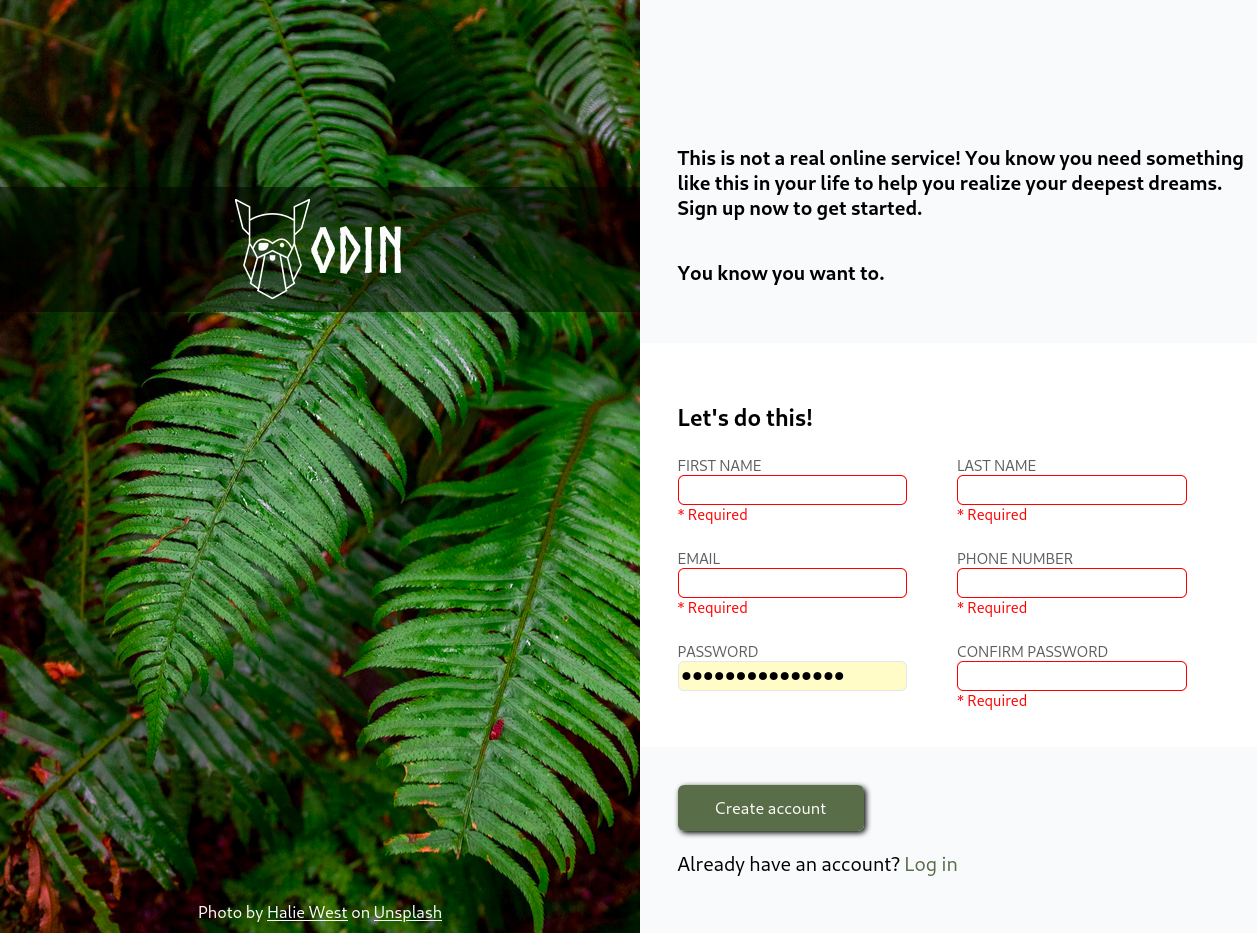 ODIN
Photo by Halie West on Unsplash
This is not a real online service! You know you need something
like this in your life to help you realize your deepest dreams.
Sign up now to get started.
You know you want to.
Let's do this!
FIRST NAME
* Required
LAST NAME
* Required
EMAIL
* Required
PHONE NUMBER
* Required
PASSWORD
●●●●●●●●●●●●●●●
CONFIRM PASSWORD
* Required
Create account
Already have an account? Log in